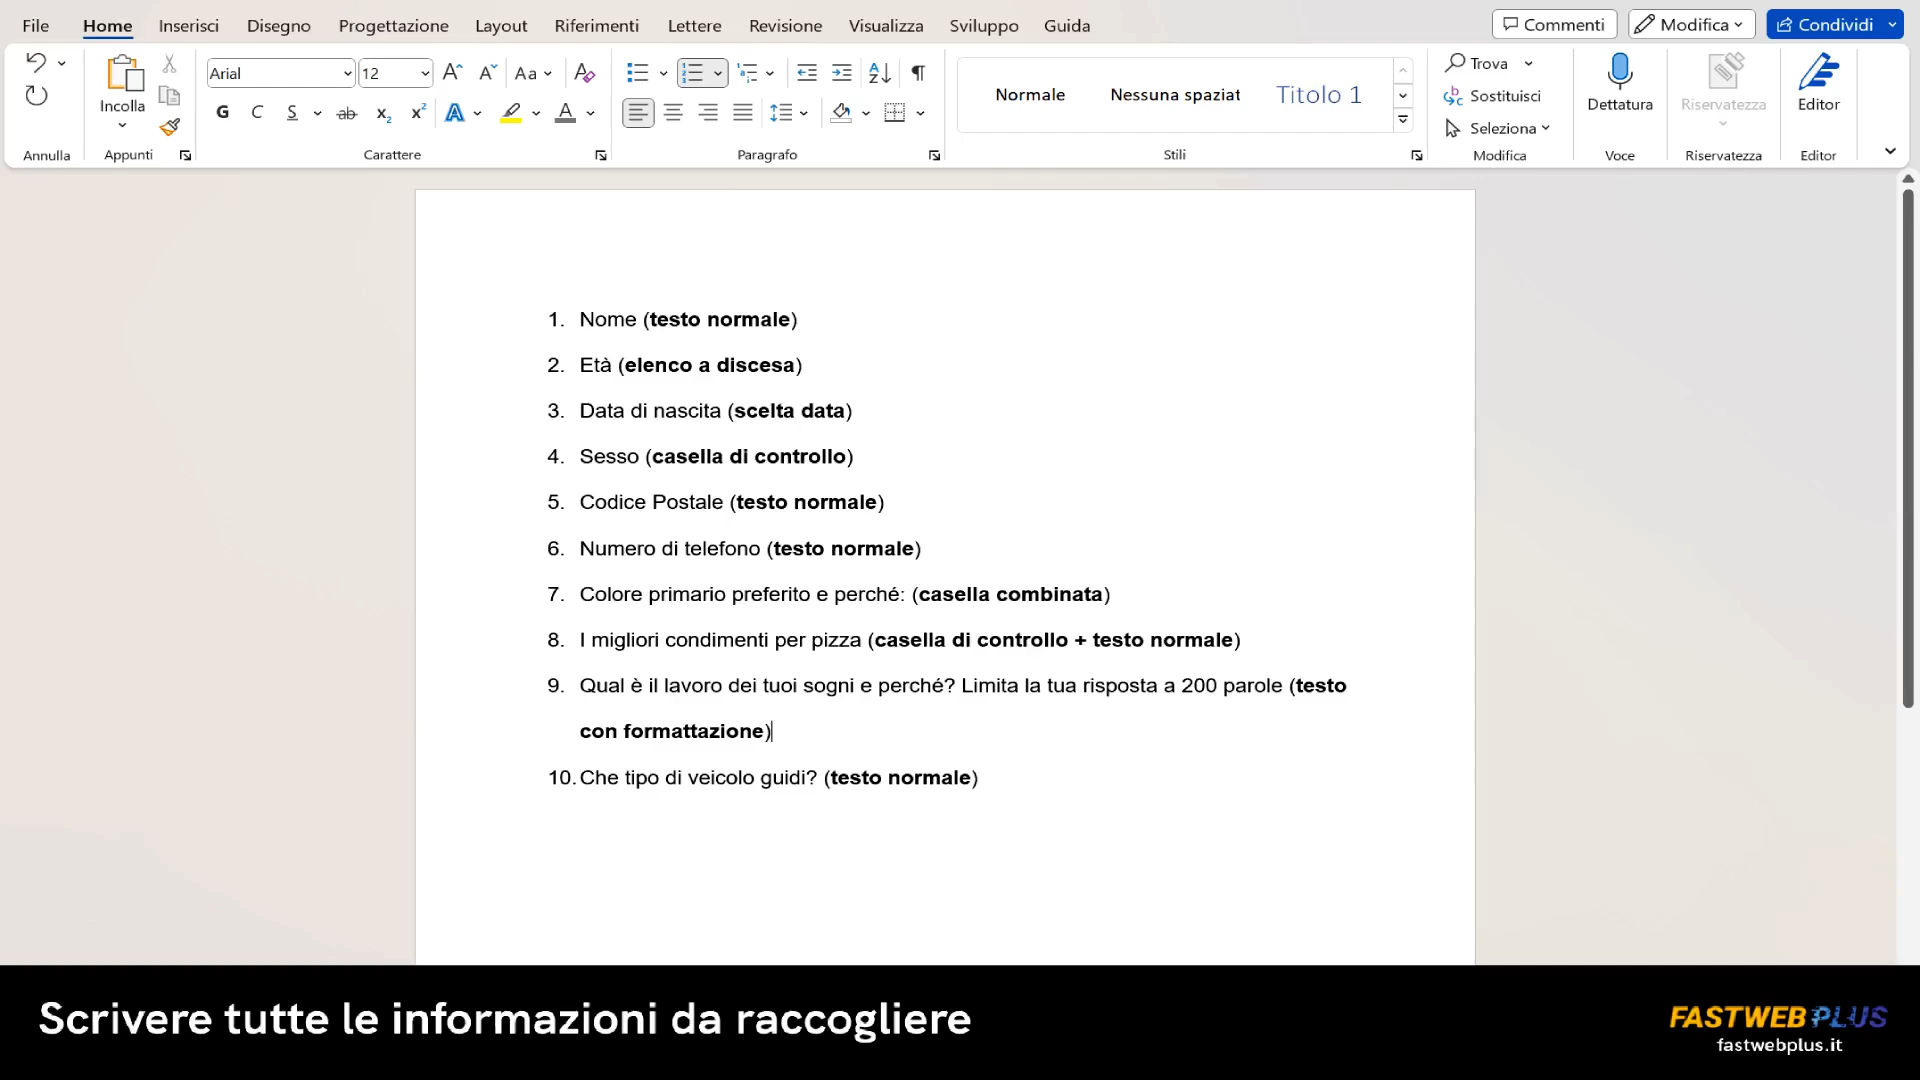 File Home Inserisci Disegno Progettazione Layout Riferimenti Lettere Revisione Visualizza Sviluppo Guida Commenti Modifica Condividi
Arial 12 Aa Trova
Incolla Normale Nessuna spaziat Titolo 1 Sostituisci Dettatura Riservatezza Editor
G C S ab x₂ x² A A Seleziona
Annulla Appunti Carattere Paragrafo Stili Modifica Voce Riservatezza Editor
1. Nome (testo normale)
2. Età (elenco a discesa)
3. Data di nascita (scelta data)
4. Sesso (casella di controllo)
5. Codice Postale (testo normale)
6. Numero di telefono (testo normale)
7. Colore primario preferito e perché: (casella combinata)
8. I migliori condimenti per pizza (casella di controllo + testo normale)
9. Qual è il lavoro dei tuoi sogni e perché? Limita la tua risposta a 200 parole (testo
con formattazione)
10. Che tipo di veicolo guidi? (testo normale)
Scrivere tutte le informazioni da raccogliere
FASTWEB PLUS
fastwebplus.it